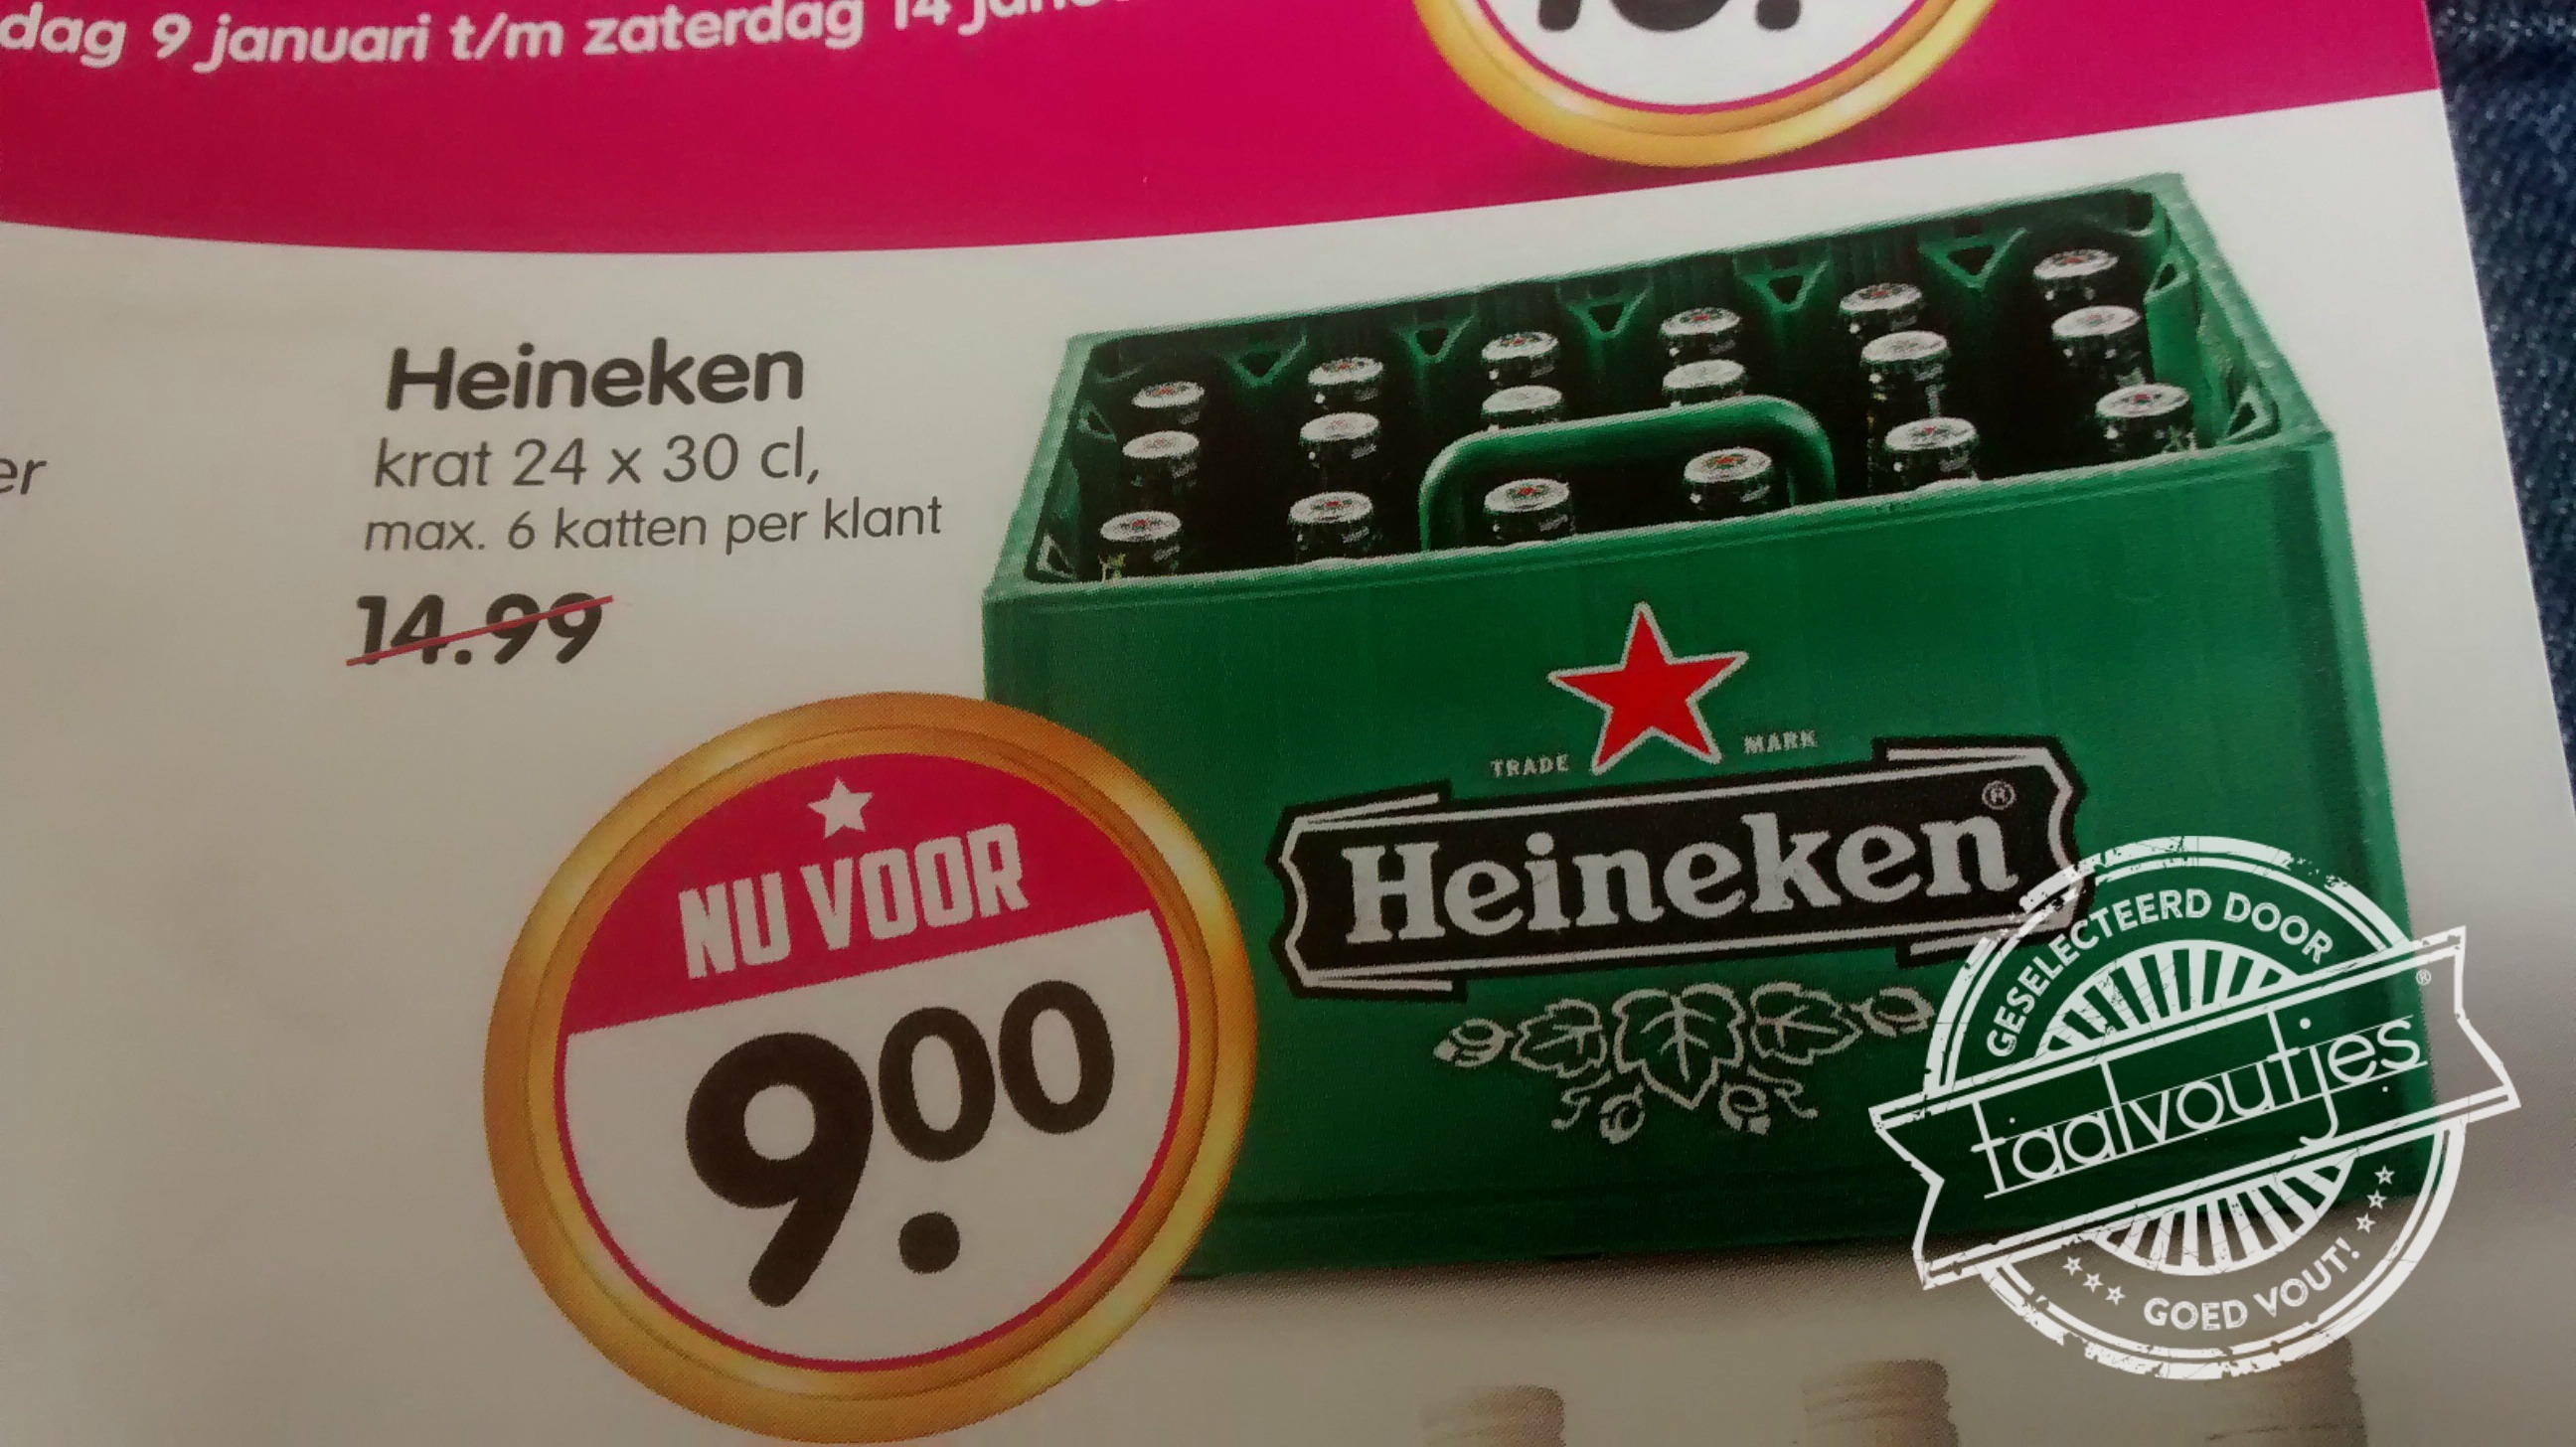 dag 9 januari t/m zaterdag 14
er
Heineken
krat 24 x 30 cl,
max. 6 katten per klant
14.99
NU VOOR
9.00
TRADE MARK
Heineken®
GESELECTEERD DOOR
taalvoutjes®
GOED VOUT!